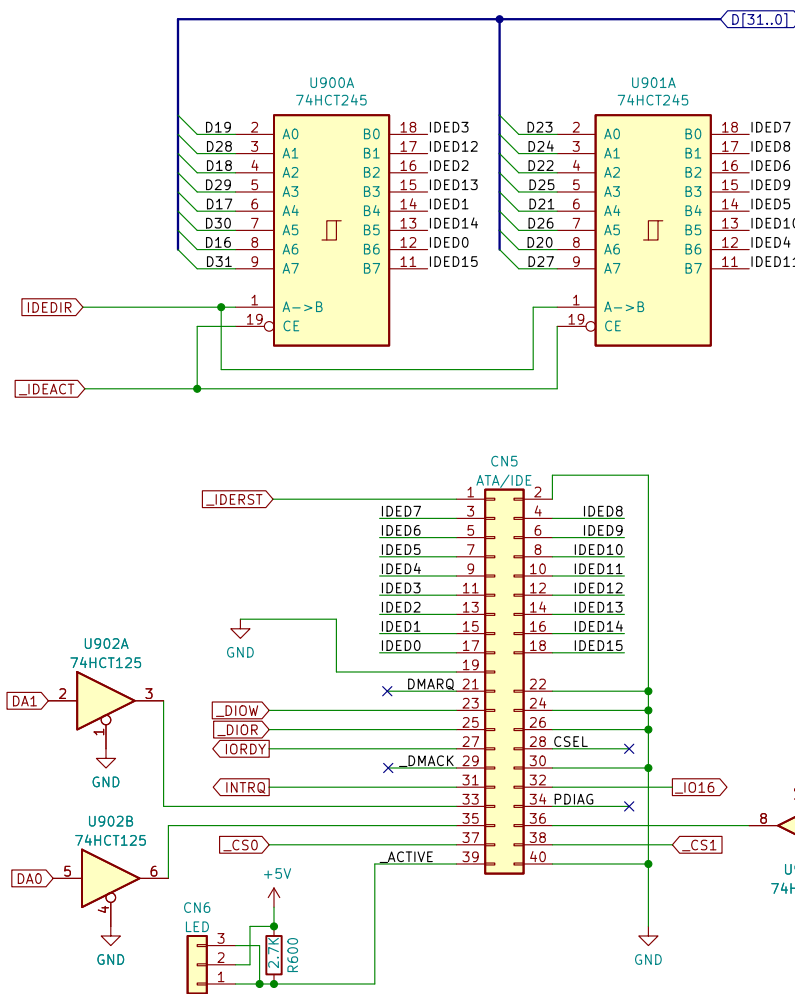 D[31..0]
U900A
74HCT245
D19 2 A0 B0 18 IDED3
D28 3 A1 B1 17 IDED12
D18 4 A2 B2 16 IDED2
D29 5 A3 B3 15 IDED13
D17 6 A4 B4 14 IDED1
D30 7 A5 B5 13 IDED14
D16 8 A6 B6 12 IDED0
D31 9 A7 B7 11 IDED15
IDEDIR 1 A->B
19 CE
_IDEACT
U901A
74HCT245
D23 2 A0 B0 18 IDED7
D24 3 A1 B1 17 IDED8
D22 4 A2 B2 16 IDED6
D25 5 A3 B3 15 IDED9
D21 6 A4 B4 14 IDED5
D26 7 A5 B5 13 IDED10
D20 8 A6 B6 12 IDED4
D27 9 A7 B7 11 IDED11
1 A->B
19 CE
CN5
ATA/IDE
_IDERST 1 2
IDED7 3 4 IDED8
IDED6 5 6 IDED9
IDED5 7 8 IDED10
IDED4 9 10 IDED11
IDED3 11 12 IDED12
IDED2 13 14 IDED13
IDED1 15 16 IDED14
IDED0 17 18 IDED15
GND
19
DMARQ 21 22
_DIOW 23 24
_DIOR 25 26
IORDY 27 28 CSEL
_DMACK 29 30
INTRQ 31 32 _IO16
33 34 PDIAG
35 36 8
_CS0 37 38 _CS1
_ACTIVE 39 40
GND
U902A
74HCT125
DA1 2 3
1
GND
U902B
74HCT125
DA0 5 6
4
GND
+5V
CN6
LED
3
2
1
2.7K
R600